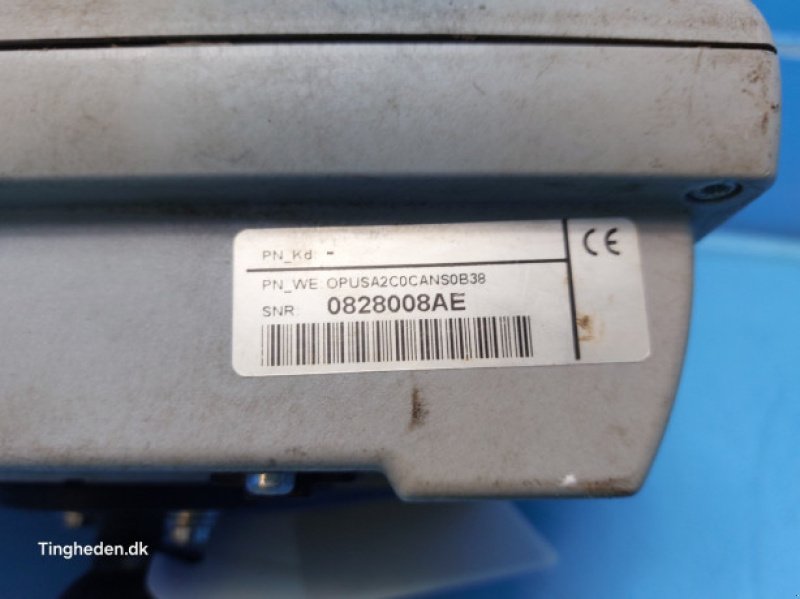 PN_Kd: -
CE
PN_WE: OPUSA2C0CANS0B38
SNR: 0828008AE
Tingheden.dk